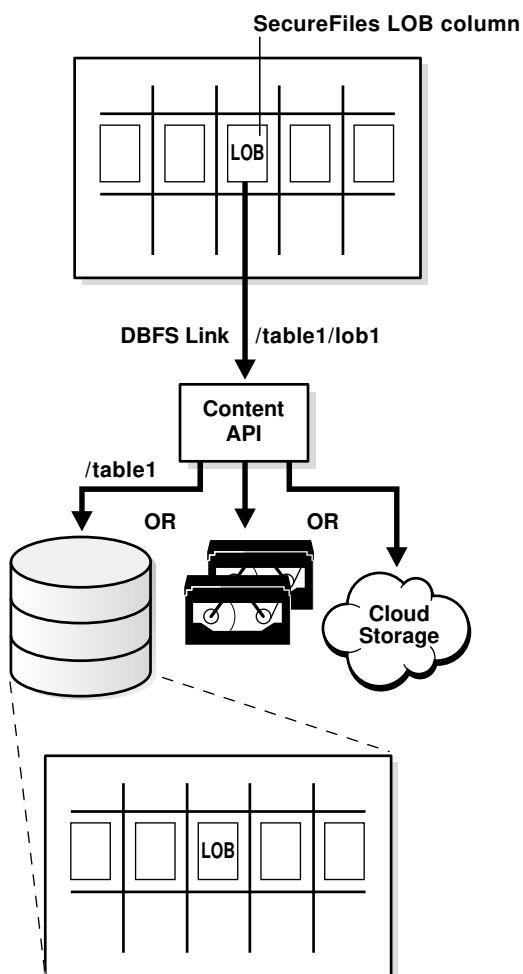 SecureFiles LOB column
LOB
DBFS Link /table1/lob1
Content
API
/table1
OR OR
Cloud
Storage
LOB